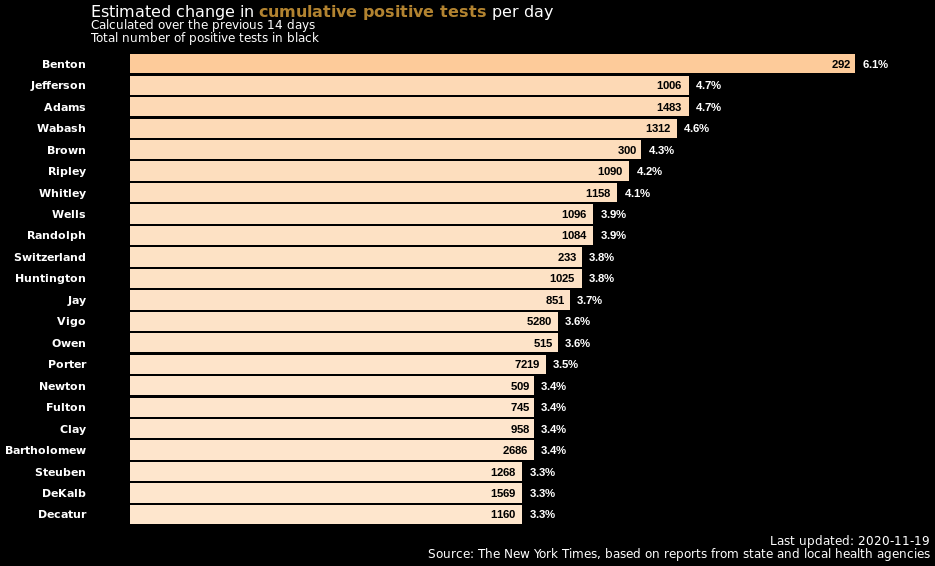 Estimated change in cumulative positive tests per day
Calculated over the previous 14 days
Total number of positive tests in black
Benton 292 6.1%
Jefferson 1006 4.7%
Adams 1483 4.7%
Wabash 1312 4.6%
Brown 300 4.3%
Ripley 1090 4.2%
Whitley 1158 4.1%
Wells 1096 3.9%
Randolph 1084 3.9%
Switzerland 233 3.8%
Huntington 1025 3.8%
Jay 851 3.7%
Vigo 5280 3.6%
Owen 515 3.6%
Porter 7219 3.5%
Newton 509 3.4%
Fulton 745 3.4%
Clay 958 3.4%
Bartholomew 2686 3.4%
Steuben 1268 3.3%
DeKalb 1569 3.3%
Decatur 1160 3.3%
Last updated: 2020-11-19
Source: The New York Times, based on reports from state and local health agencies